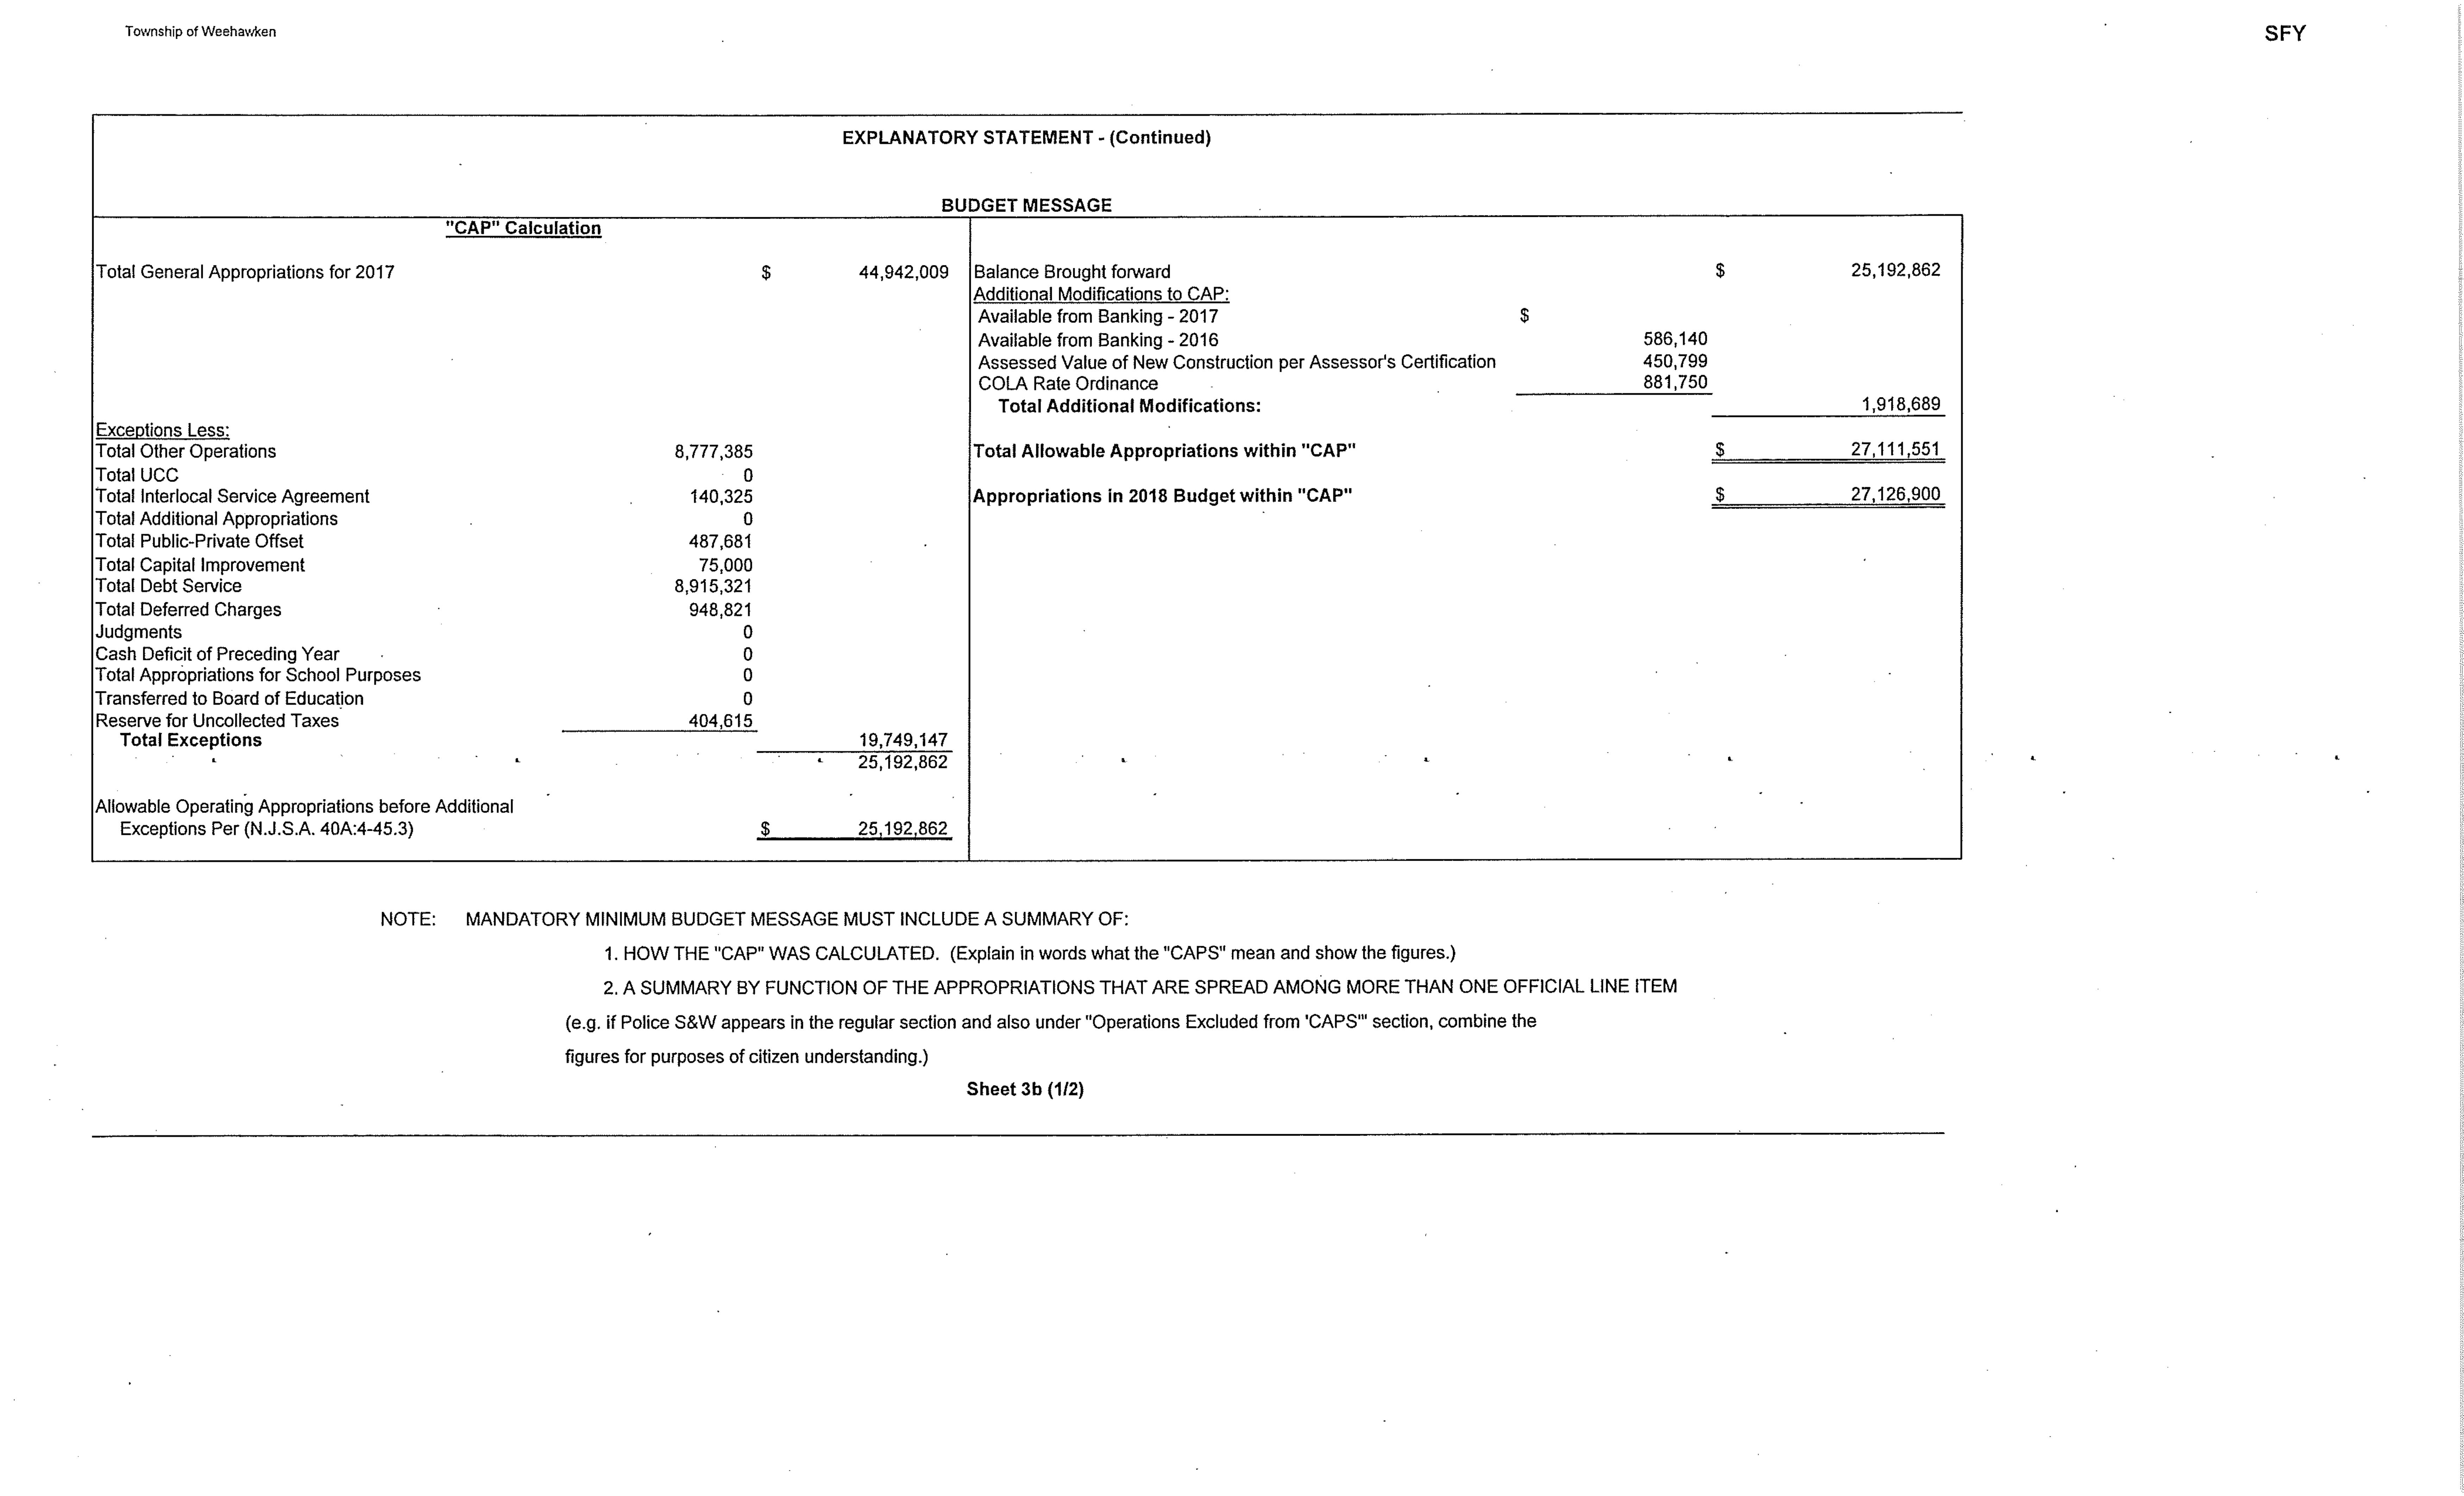 Township of Weehawken
SFY
EXPLANATORY STATEMENT - (Continued)
BUDGET MESSAGE
"CAP" Calculation
Total General Appropriations for 2017 $ 44,942,009
Exceptions Less:
Total Other Operations 8,777,385
Total UCC 0
Total Interlocal Service Agreement 140,325
Total Additional Appropriations 0
Total Public-Private Offset 487,681
Total Capital Improvement 75,000
Total Debt Service 8,915,321
Total Deferred Charges 948,821
Judgments 0
Cash Deficit of Preceding Year 0
Total Appropriations for School Purposes 0
Transferred to Board of Education 0
Reserve for Uncollected Taxes 404,615
Total Exceptions 19,749,147
25,192,862
Allowable Operating Appropriations before Additional
Exceptions Per (N.J.S.A. 40A:4-45.3) $ 25,192,862
Balance Brought forward $ 25,192,862
Additional Modifications to CAP:
Available from Banking - 2017 $
Available from Banking - 2016 586,140
Assessed Value of New Construction per Assessor's Certification 450,799
COLA Rate Ordinance 881,750
Total Additional Modifications: 1,918,689
Total Allowable Appropriations within "CAP" $ 27,111,551
Appropriations in 2018 Budget within "CAP" $ 27,126,900
NOTE: MANDATORY MINIMUM BUDGET MESSAGE MUST INCLUDE A SUMMARY OF:
1. HOW THE "CAP" WAS CALCULATED. (Explain in words what the "CAPS" mean and show the figures.)
2. A SUMMARY BY FUNCTION OF THE APPROPRIATIONS THAT ARE SPREAD AMONG MORE THAN ONE OFFICIAL LINE ITEM
(e.g. if Police S&W appears in the regular section and also under "Operations Excluded from 'CAPS'" section, combine the
figures for purposes of citizen understanding.)
Sheet 3b (1/2)